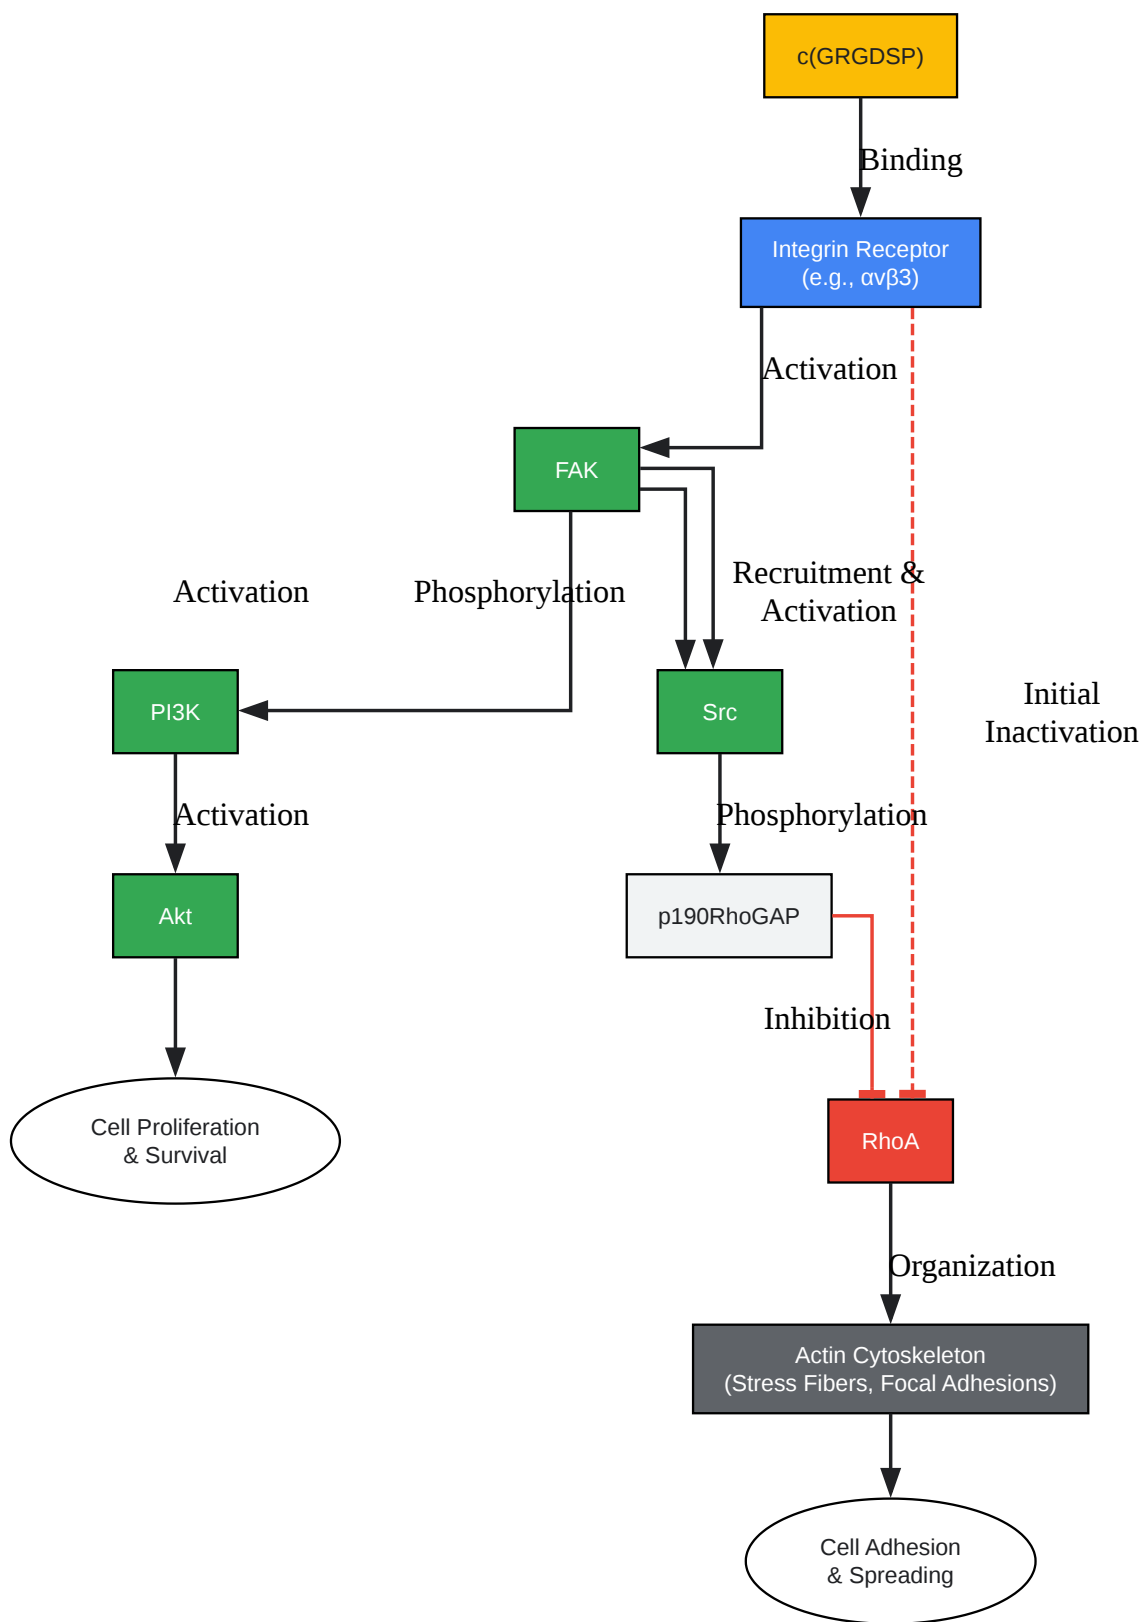 c(GRGDSP)
Binding
Integrin Receptor
(e.g., αvβ3)
Activation
FAK
Activation
Phosphorylation
Recruitment &
Activation
PI3K
Src
Initial
Inactivation
Activation
Phosphorylation
Akt
p190RhoGAP
Inhibition
Cell Proliferation
& Survival
RhoA
Organization
Actin Cytoskeleton
(Stress Fibers, Focal Adhesions)
Cell Adhesion
& Spreading